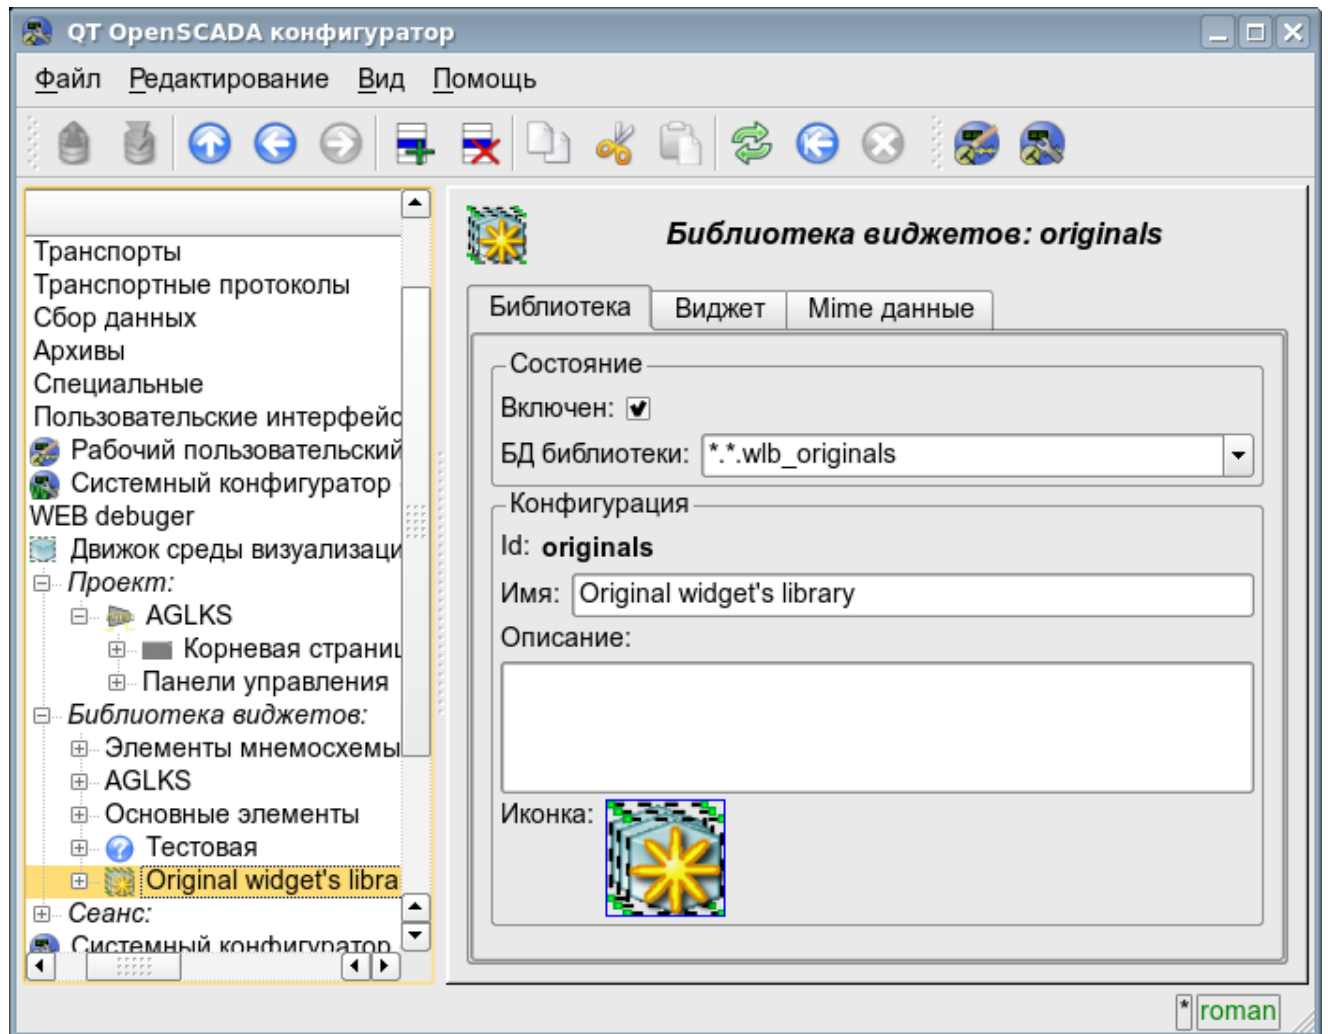 QT OpenSCADA конфигуратор
Файл Редактирование Вид Помощь
Транспорты
Транспортные протоколы
Сбор данных
Архивы
Специальные
Пользовательские интерфейс
Рабочий пользовательский
Системный конфигуратор
WEB debuger
Движок среды визуализаци
Проект:
AGLKS
Корневая страниц
Панели управления
Библиотека виджетов:
Элементы мнемосхемы
AGLKS
Основные элементы
Тестовая
Original widget's libra
Сеанс:
Системный конфигуратор
Библиотека виджетов: originals
Библиотека Виджет Mime данные
Состояние
Включен:
БД библиотеки: *.*.wlb_originals
Конфигурация
Id: originals
Имя: Original widget's library
Описание:
Иконка:
* roman